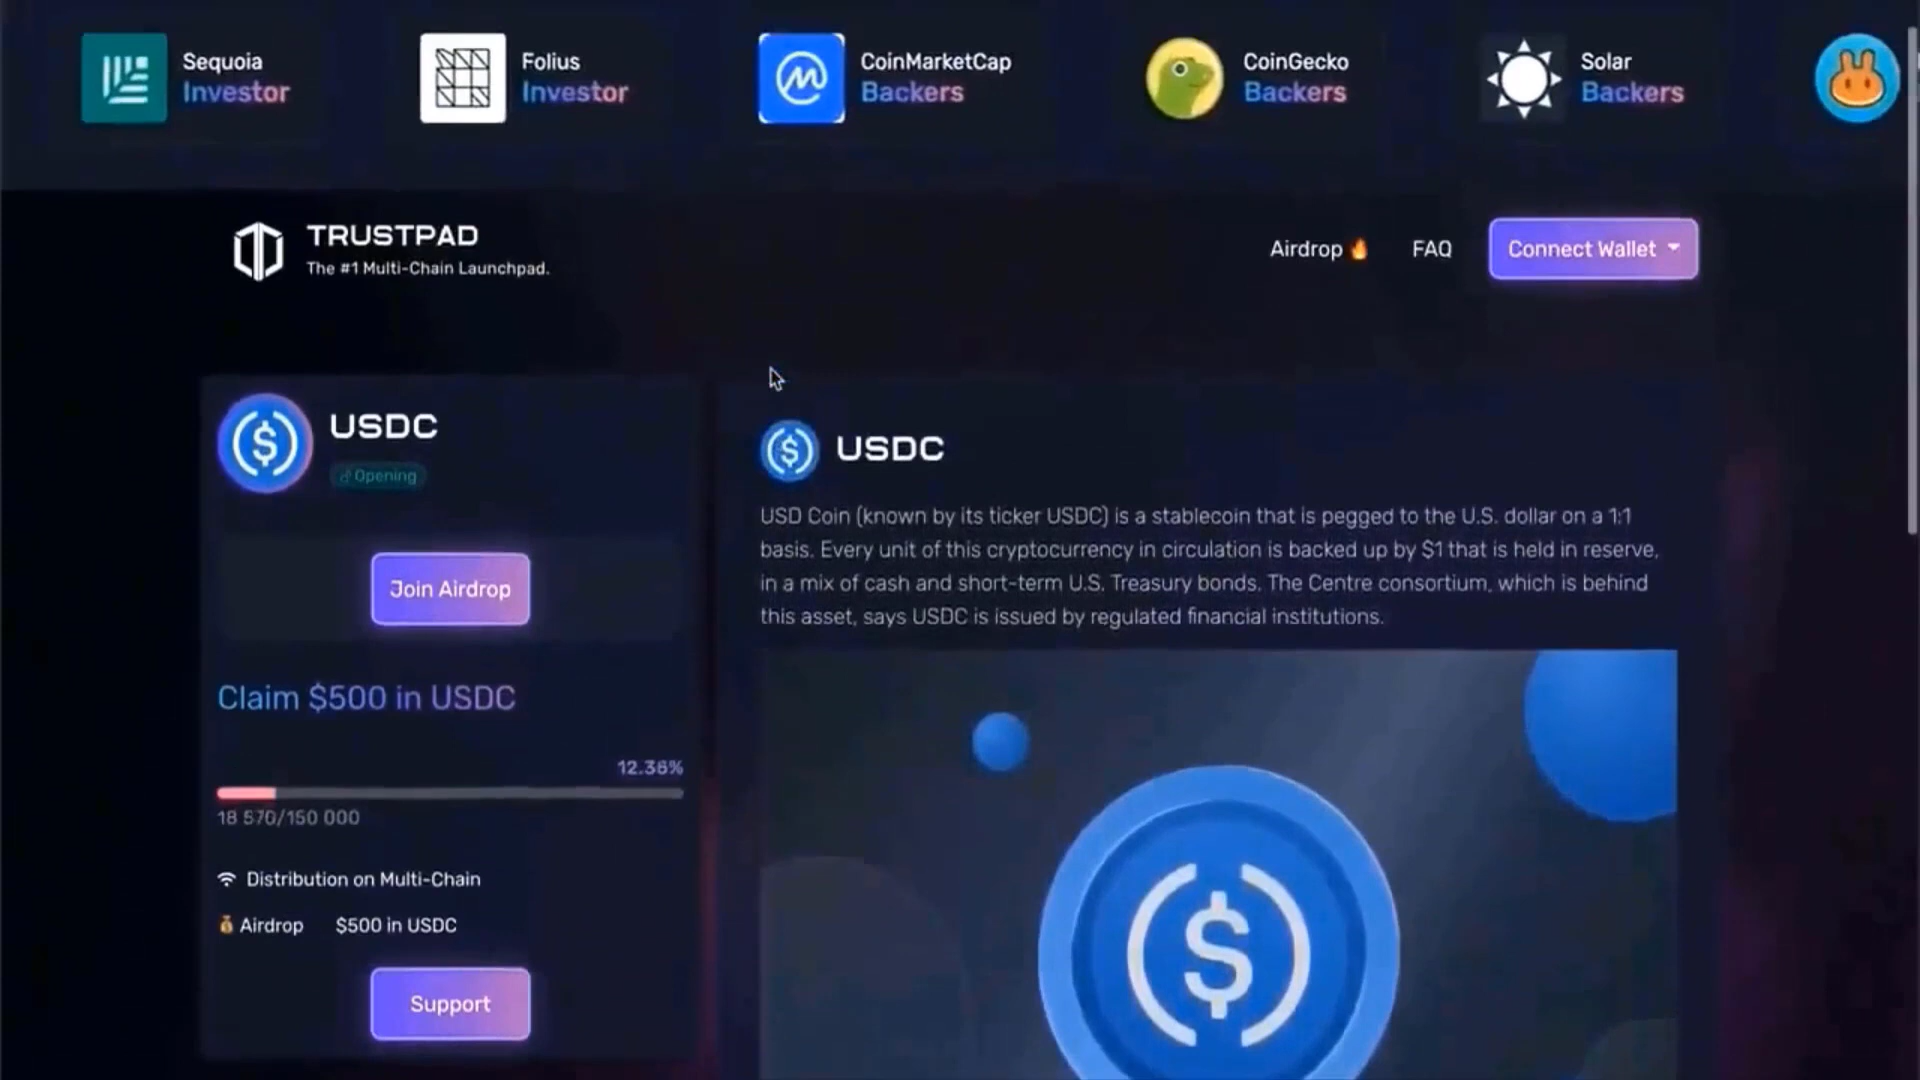 Sequoia
Investor
Folius
Investor
CoinMarketCap
Backers
CoinGecko
Backers
Solar
Backers
TRUSTPAD
The #1 Multi-Chain Launchpad.
Airdrop 🔥
FAQ
Connect Wallet
USDC
Opening
Join Airdrop
Claim $500 in USDC
12.36%
18 570/150 000
Distribution on Multi-Chain
💰 Airdrop $500 in USDC
Support
USDC
USD Coin (known by its ticker USDC) is a stablecoin that is pegged to the U.S. dollar on a 1:1
basis. Every unit of this cryptocurrency in circulation is backed up by $1 that is held in reserve,
in a mix of cash and short-term U.S. Treasury bonds. The Centre consortium, which is behind
this asset, says USDC is issued by regulated financial institutions.